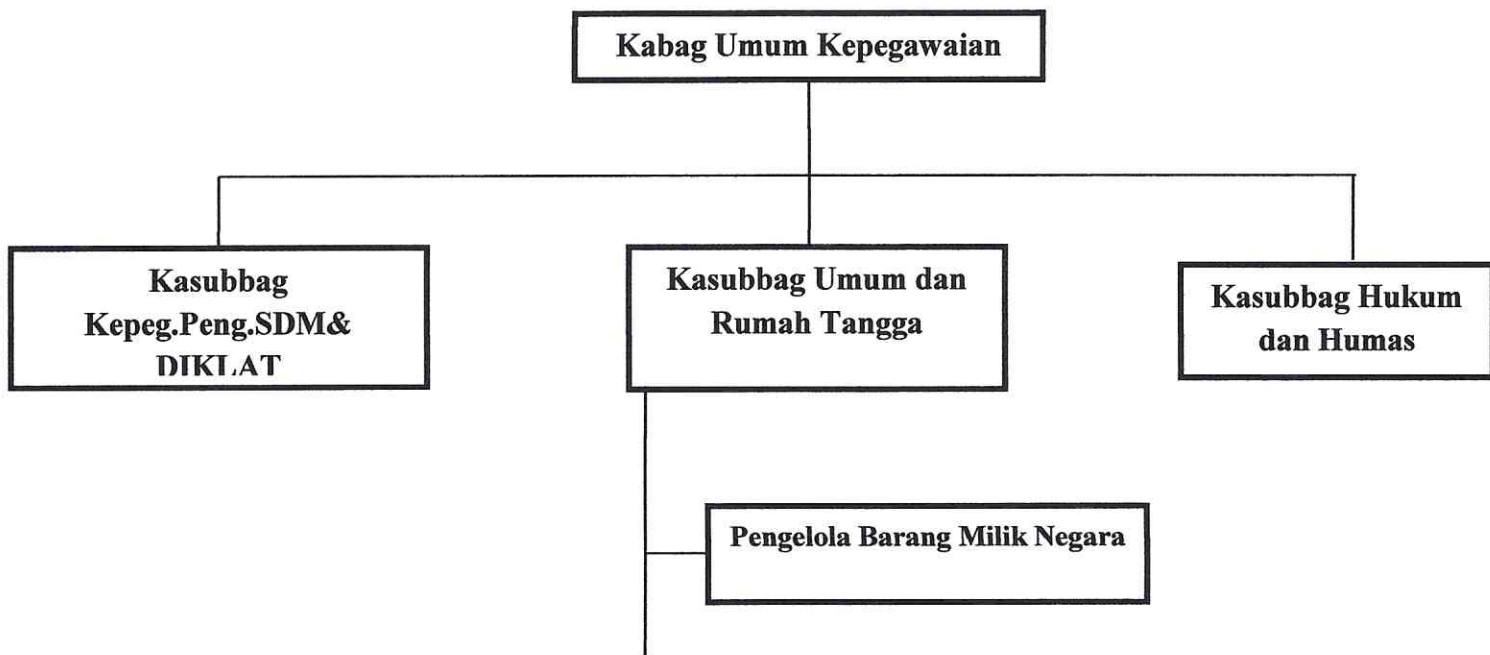 Kabag Umum Kepegawaian
Kasubbag
Kepeg.Peng.SDM&
DIKLAT
Kasubbag Umum dan
Rumah Tangga
Kasubbag Hukum
dan Humas
Pengelola Barang Milik Negara